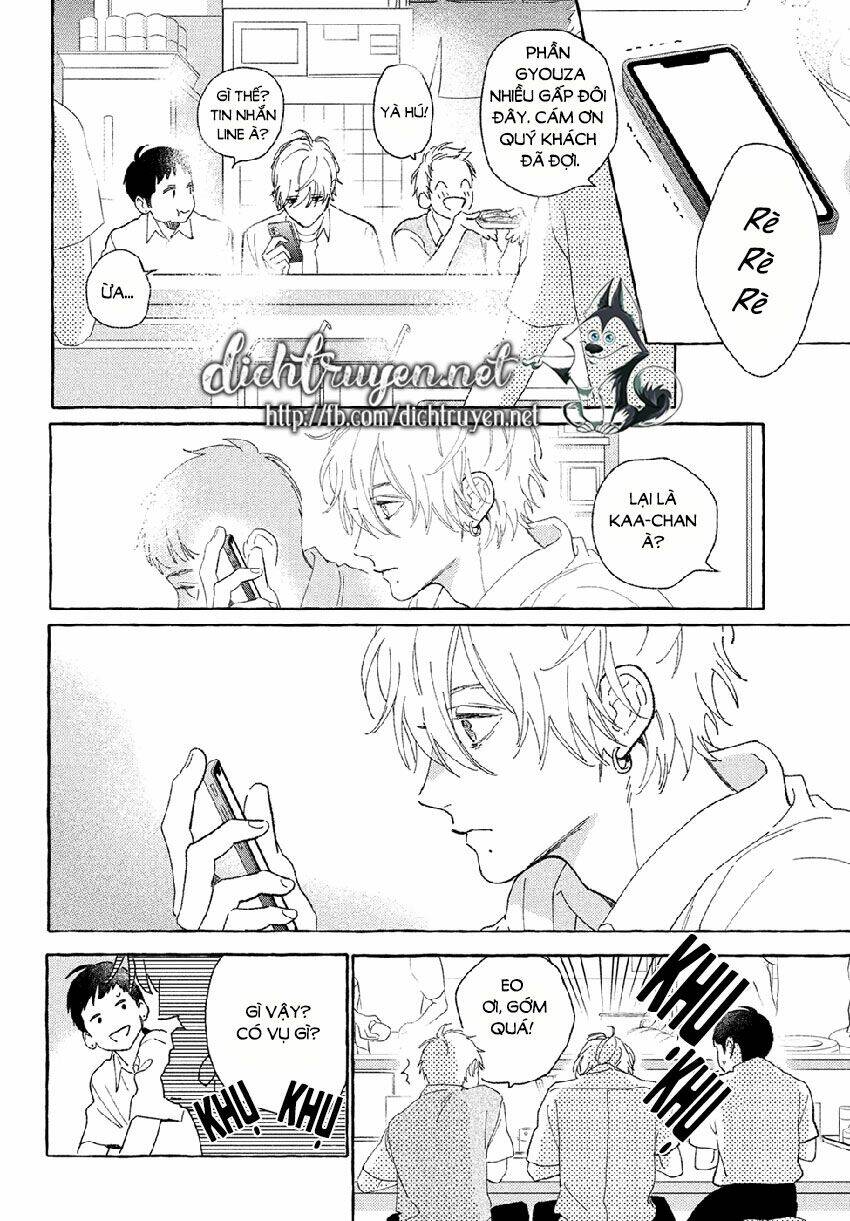 RÈ
RÈ
RÈ
PHẦN
GYOUZA
NHIỀU GẤP ĐÔI
ĐÂY. CÁM ƠN
QUÝ KHÁCH
ĐÃ ĐỢI.
YÀ HÚ!
GÌ THẾ?
TIN NHẮN
LINE À?
ỪA...
dichtruyen.net
http://fb.com/dichtruyen.net
LẠI LÀ
KAA-CHAN
À?
EO
ƠI, GỚM
QUÁ!
KHỤ
KHỤ
GÌ VẬY?
CÓ VỤ GÌ?
KHỤ
KHỤ